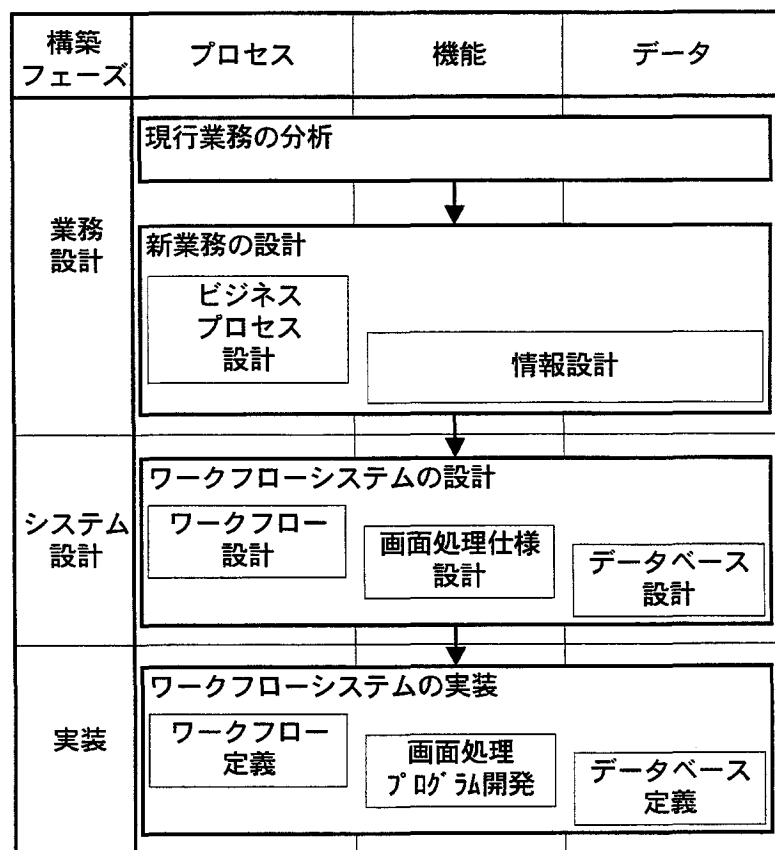 構築
フェーズ
プロセス
機能
データ
業務
設計
現行業務の分析
新業務の設計
ビジネス
プロセス
設計
情報設計
システム
設計
ワークフローシステムの設計
ワークフロー
設計
画面処理仕様
設計
データベース
設計
実装
ワークフローシステムの実装
ワークフロー
定義
画面処理
プログラム開発
データベース
定義